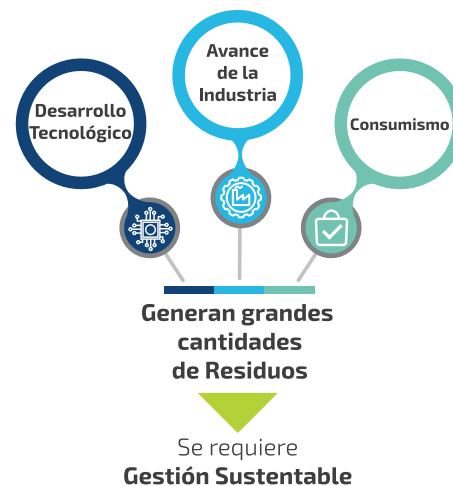 Avance
de la
Industria
Desarrollo
Tecnológico
Consumismo
Generan grandes
cantidades
de Residuos
Se requiere
Gestión Sustentable